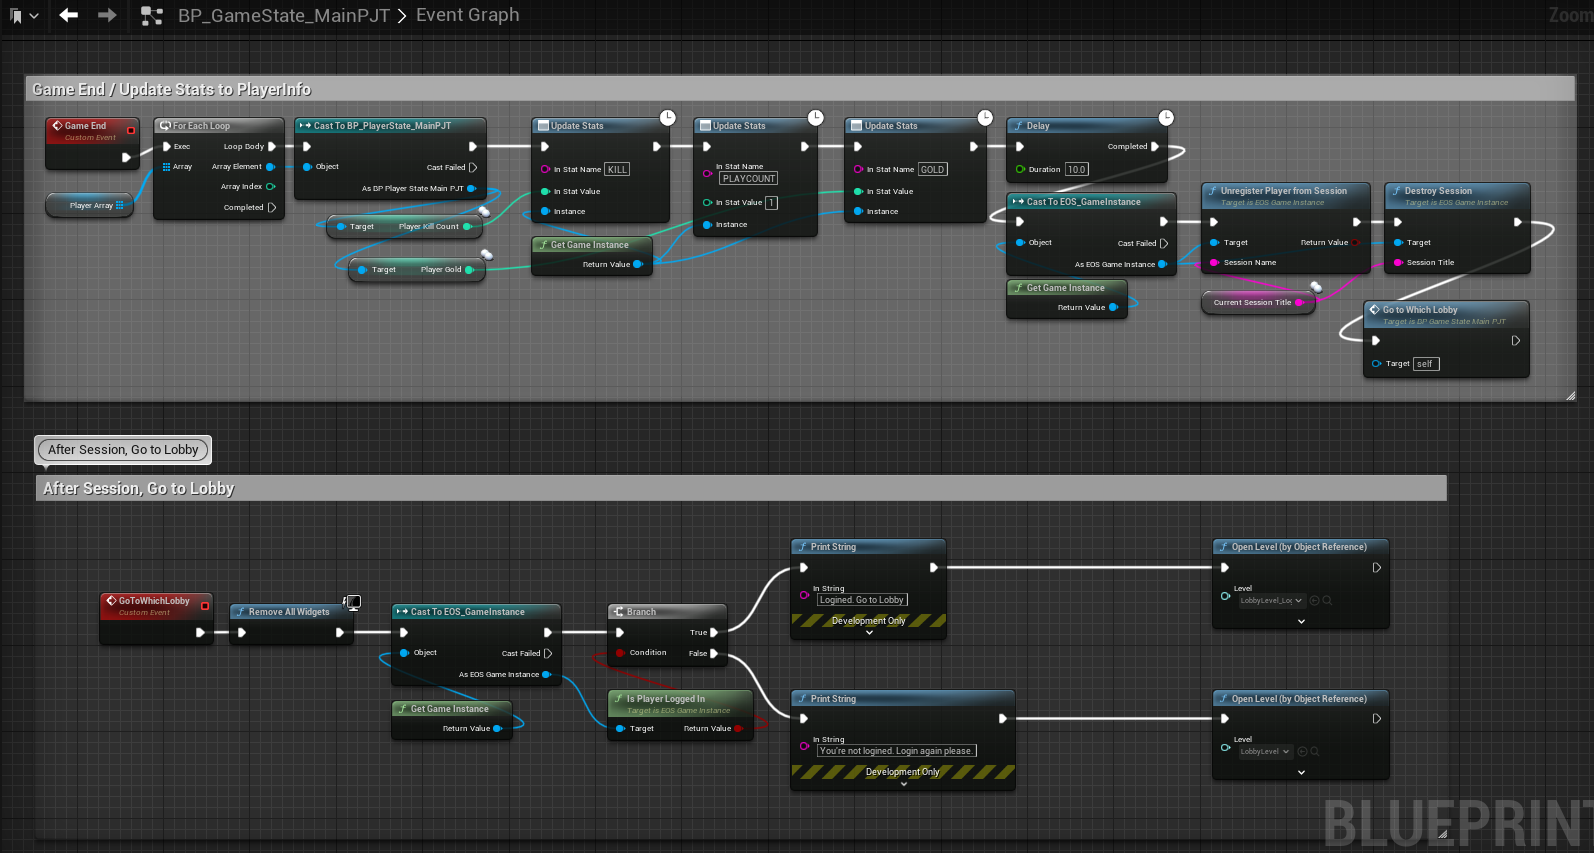 BP_GameState_MainPJT > Event Graph
Zoom
Game End / Update Stats to PlayerInfo
Game End
Custom Event
Player Array
For Each Loop
Exec
Loop Body
Array
Array Element
Array Index
Completed
Cast To BP_PlayerState_MainPJT
Object
Cast Failed
As BP Player State Main PJT
Target
Player Kill Count
Target
Player Gold
Update Stats
In Stat Name KILL
In Stat Value
Instance
Get Game Instance
Return Value
Update Stats
In Stat Name
PLAYCOUNT
In Stat Value 1
Instance
Update Stats
In Stat Name GOLD
In Stat Value
Instance
Delay
Completed
Duration 10.0
Cast To EOS_GameInstance
Object
Cast Failed
As EOS Game Instance
Get Game Instance
Return Value
Unregister Player from Session
Target is EOS Game Instance
Target
Return Value
Session Name
Current Session Title
Destroy Session
Target is EOS Game Instance
Target
Session Title
Go to Which Lobby
Target is BP Game State Main PJT
Target self
After Session, Go to Lobby
After Session, Go to Lobby
GoToWhichLobby
Custom Event
Remove All Widgets
Cast To EOS_GameInstance
Object
Cast Failed
As EOS Game Instance
Get Game Instance
Return Value
Branch
True
Condition
False
Is Player Logged In
Target is EOS Game Instance
Target
Return Value
Print String
In String
Logined. Go to Lobby
Development Only
Open Level (by Object Reference)
Level
LobbyLevel_Log
Print String
In String
You're not logined. Login again please.
Development Only
Open Level (by Object Reference)
Level
LobbyLevel
BLUEPRINT